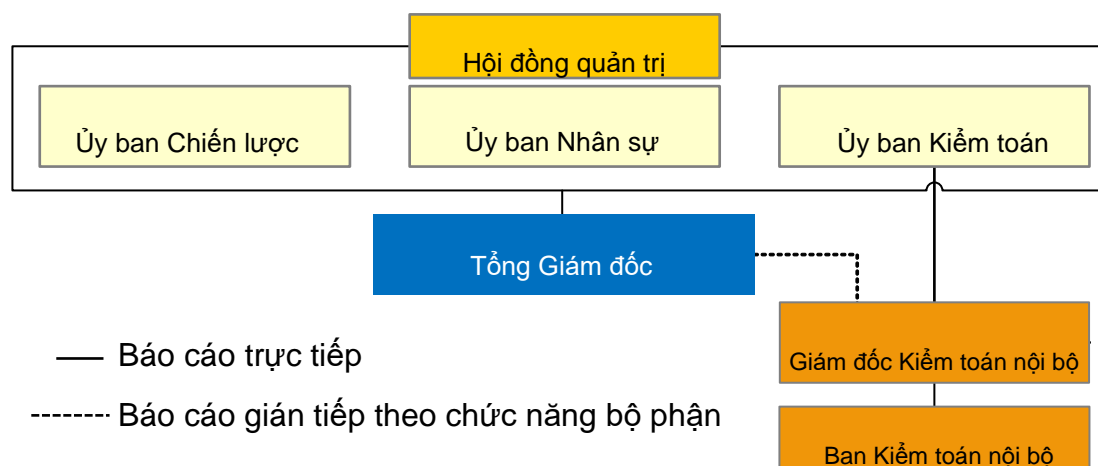 Hội đồng quản trị
Ủy ban Chiến lược
Ủy ban Nhân sự
Ủy ban Kiểm toán
Tổng Giám đốc
Giám đốc Kiểm toán nội bộ
Báo cáo trực tiếp
Báo cáo gián tiếp theo chức năng bộ phận
Ban Kiểm toán nội bộ